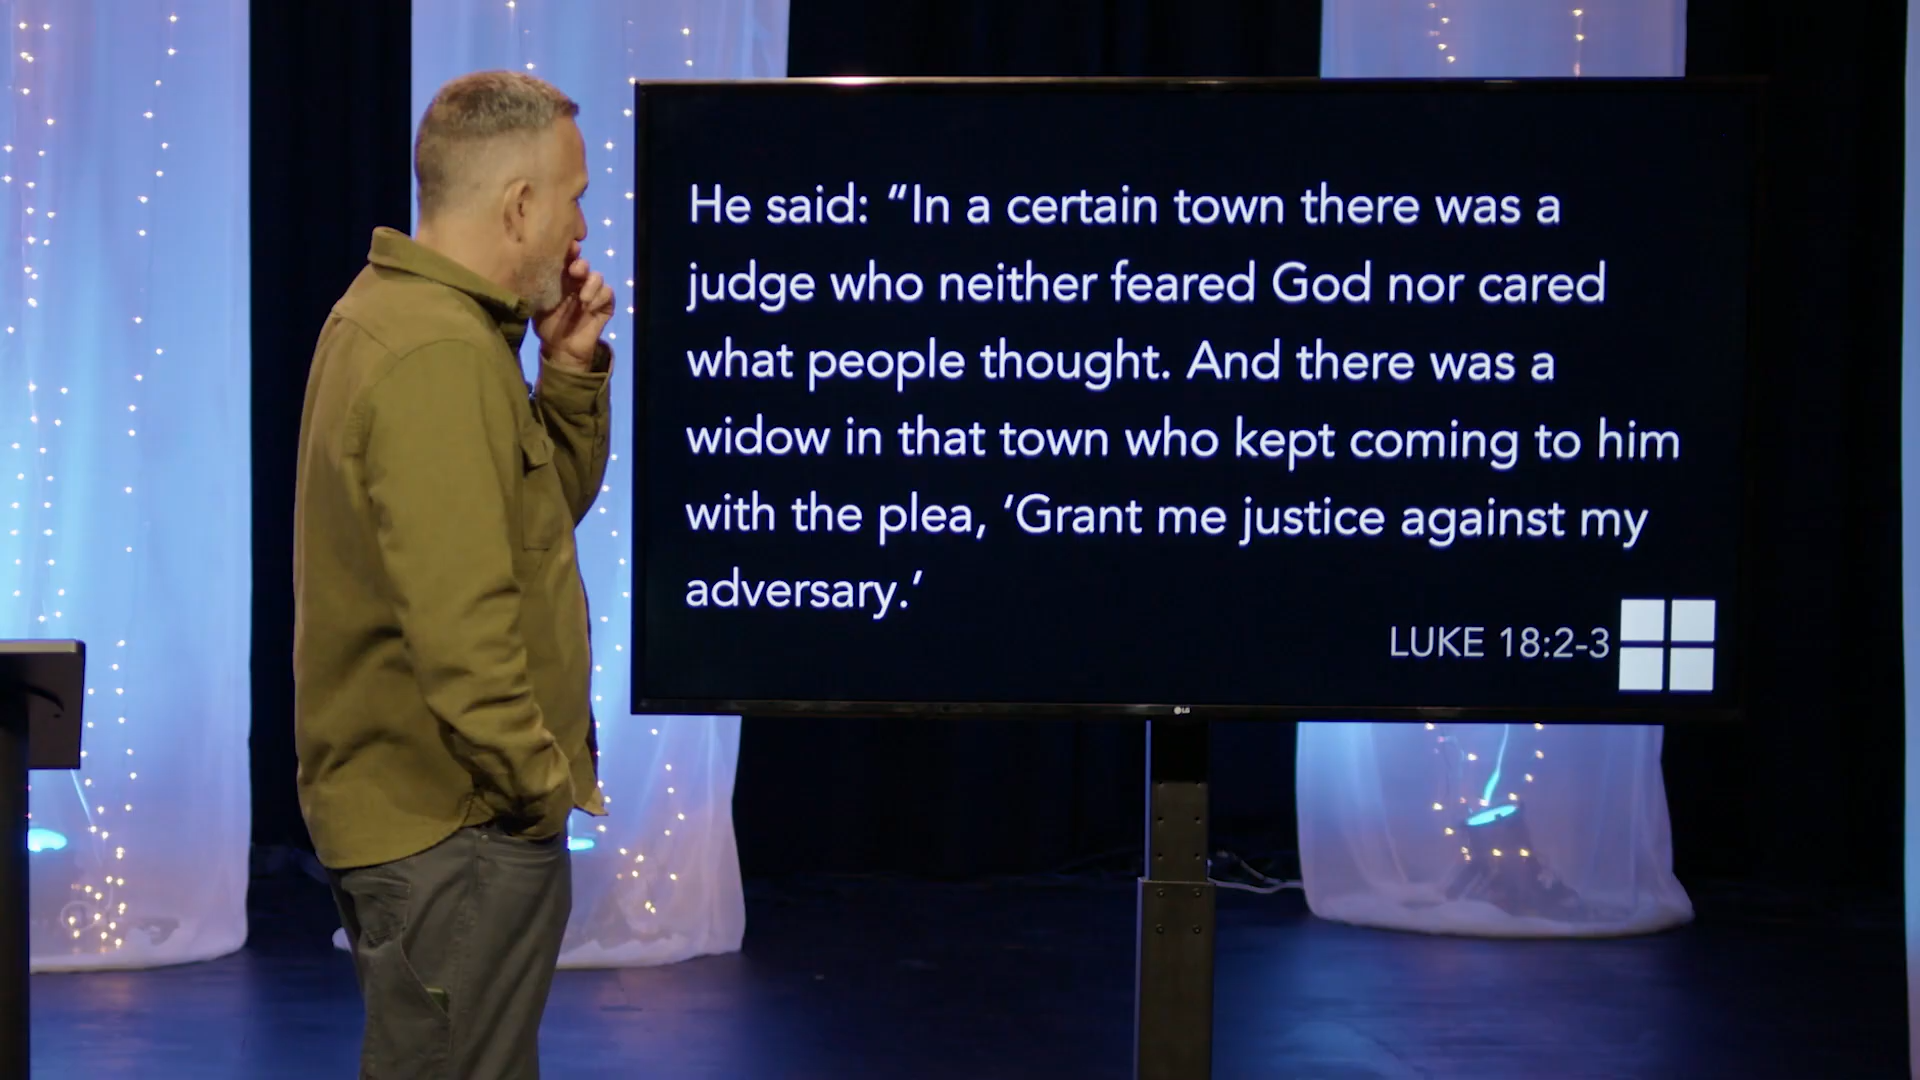 He said: “In a certain town there was a
judge who neither feared God nor cared
what people thought. And there was a
widow in that town who kept coming to him
with the plea, ‘Grant me justice against my
adversary.’
LUKE 18:2-3
LG